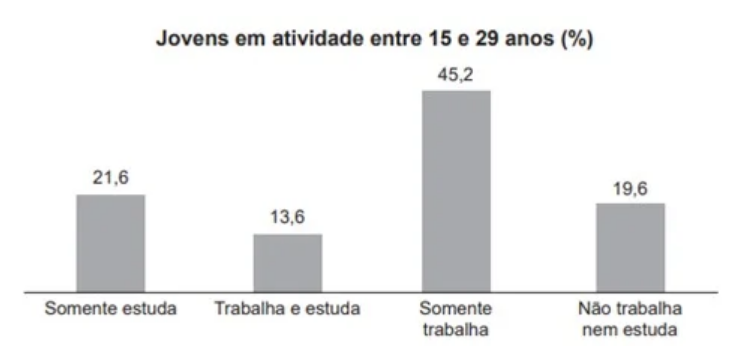 Jovens em atividade entre 15 e 29 anos (%)
45,2
21,6
19,6
13,6
Somente estuda
Trabalha e estuda
Somente
trabalha
Não trabalha
nem estuda